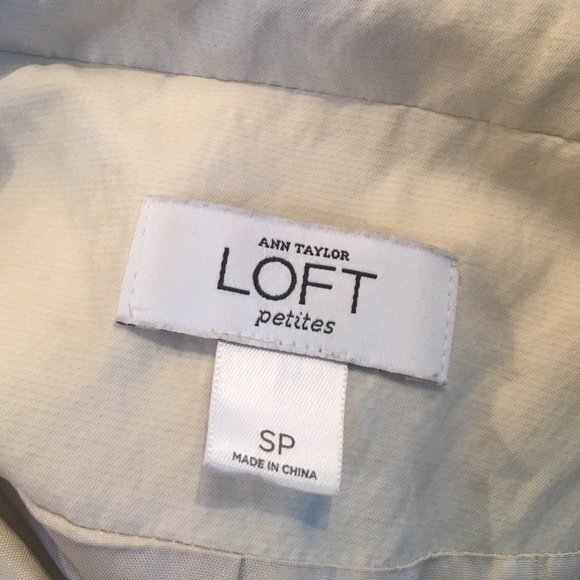 ANN TAYLOR
LOFT
petites
SP
MADE IN CHINA